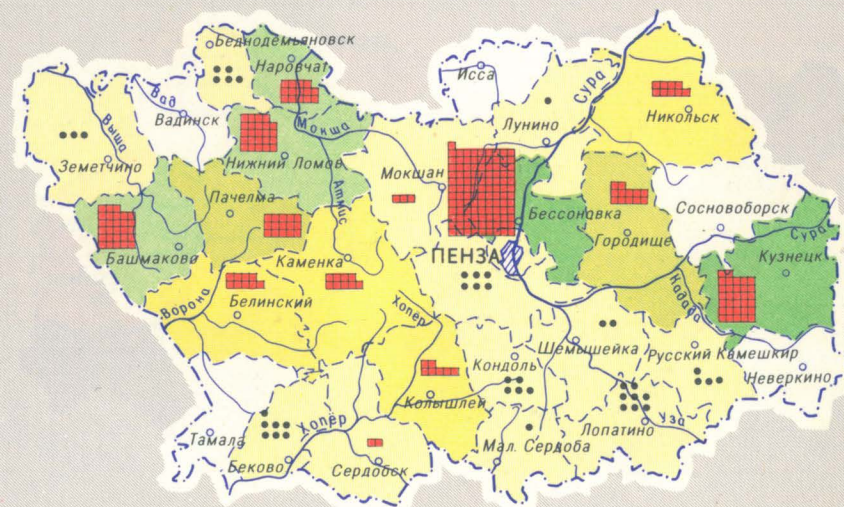 Беднодемьяновск
Наровчат
Вад
Вадинск
Исса
Сура
Выша
Земетчино
Мокша
Нижний Ломов
Лунино
Никольск
Мокшан
Атмис
Пачелма
Бессоновка
Городище
Сосновоборск
Сура
Башмаково
Каменка
ПЕНЗА
Кузнецк
Ворона
Белинский
Хопёр
Кадада
Шемышейка
Русский Камешкир
Неверкино
Кондоль
Колышлей
Тамала
Хопёр
Беково
Сердобск
Мал. Сердоба
Лопатино
Уза